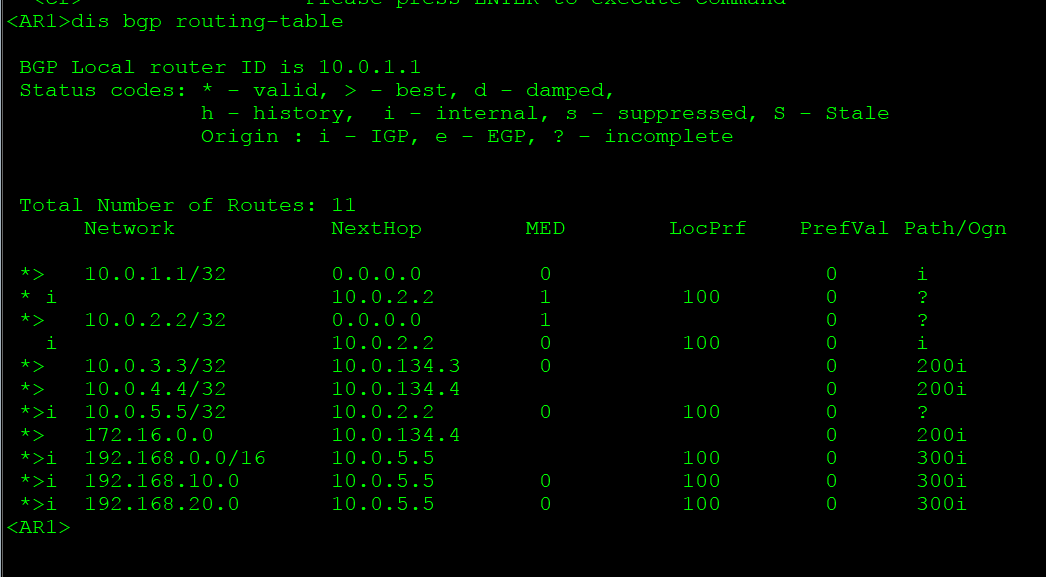 <cr>                 Please press ENTER to execute command
<AR1>dis bgp routing-table
BGP Local router ID is 10.0.1.1
Status codes: * - valid, > - best, d - damped,
h - history,  i - internal, s - suppressed, S - Stale
Origin : i - IGP, e - EGP, ? - incomplete
Total Number of Routes: 11
Network            NextHop        MED        LocPrf    PrefVal Path/Ogn
*>   10.0.1.1/32        0.0.0.0         0                     0      i
* i                     10.0.2.2        1          100        0      ?
*>   10.0.2.2/32        0.0.0.0         1                     0      ?
i                     10.0.2.2        0          100        0      i
*>   10.0.3.3/32        10.0.134.3      0                     0      200i
*>   10.0.4.4/32        10.0.134.4                            0      200i
*>i  10.0.5.5/32        10.0.2.2        0          100        0      ?
*>   172.16.0.0         10.0.134.4                            0      200i
*>i  192.168.0.0/16     10.0.5.5                   100        0      300i
*>i  192.168.10.0       10.0.5.5        0          100        0      300i
*>i  192.168.20.0       10.0.5.5        0          100        0      300i
<AR1>